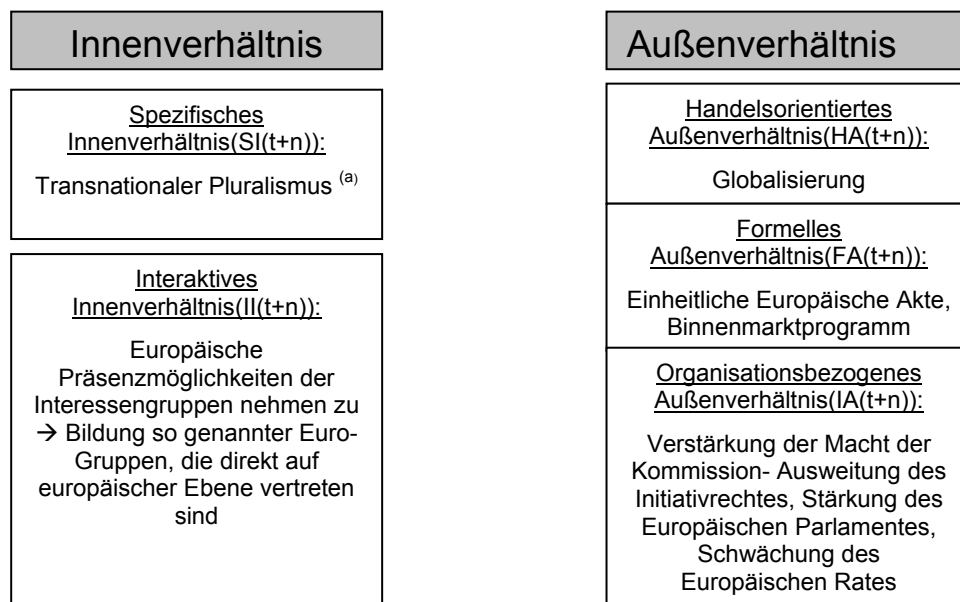 Innenverhältnis
Spezifisches
Innenverhältnis(SI(t+n)):
Transnationaler Pluralismus (a)
Interaktives
Innenverhältnis(II(t+n)):
Europäische
Präsenzmöglichkeiten der
Interessengruppen nehmen zu
→ Bildung so genannter Euro-
Gruppen, die direkt auf
europäischer Ebene vertreten
sind
Außenverhältnis
Handelsorientiertes
Außenverhältnis(HA(t+n)):
Globalisierung
Formelles
Außenverhältnis(FA(t+n)):
Einheitliche Europäische Akte,
Binnenmarktprogramm
Organisationsbezogenes
Außenverhältnis(IA(t+n)):
Verstärkung der Macht der
Kommission- Ausweitung des
Initiativrechtes, Stärkung des
Europäischen Parlamentes,
Schwächung des
Europäischen Rates